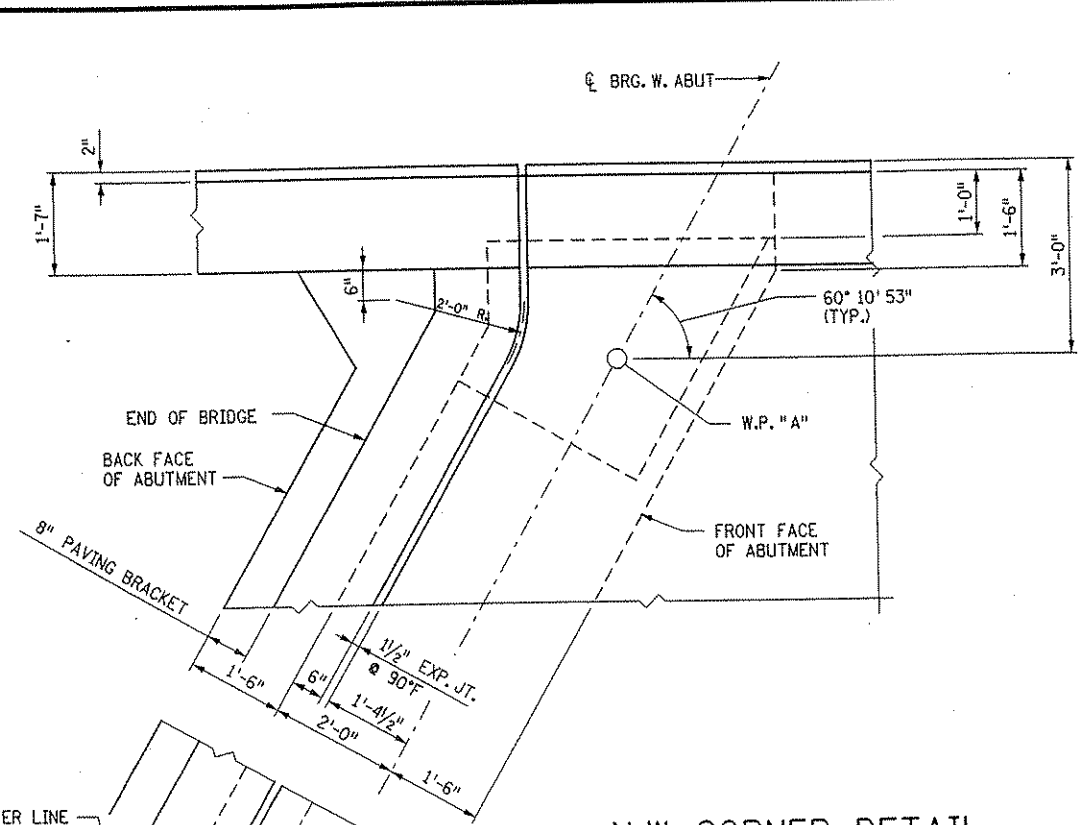 ℄ BRG. W. ABUT
2"
1'-7"
6"
2'-0" R.
1'-0"
1'-6"
3'-0"
60° 10' 53"
(TYP.)
W.P. "A"
END OF BRIDGE
BACK FACE
OF ABUTMENT
FRONT FACE
OF ABUTMENT
8" PAVING BRACKET
1'-6"
6"
1½" EXP. JT.
@ 90°F
1'-4½"
2'-0"
1'-6"
ER LINE
N.W. CORNER DETAIL